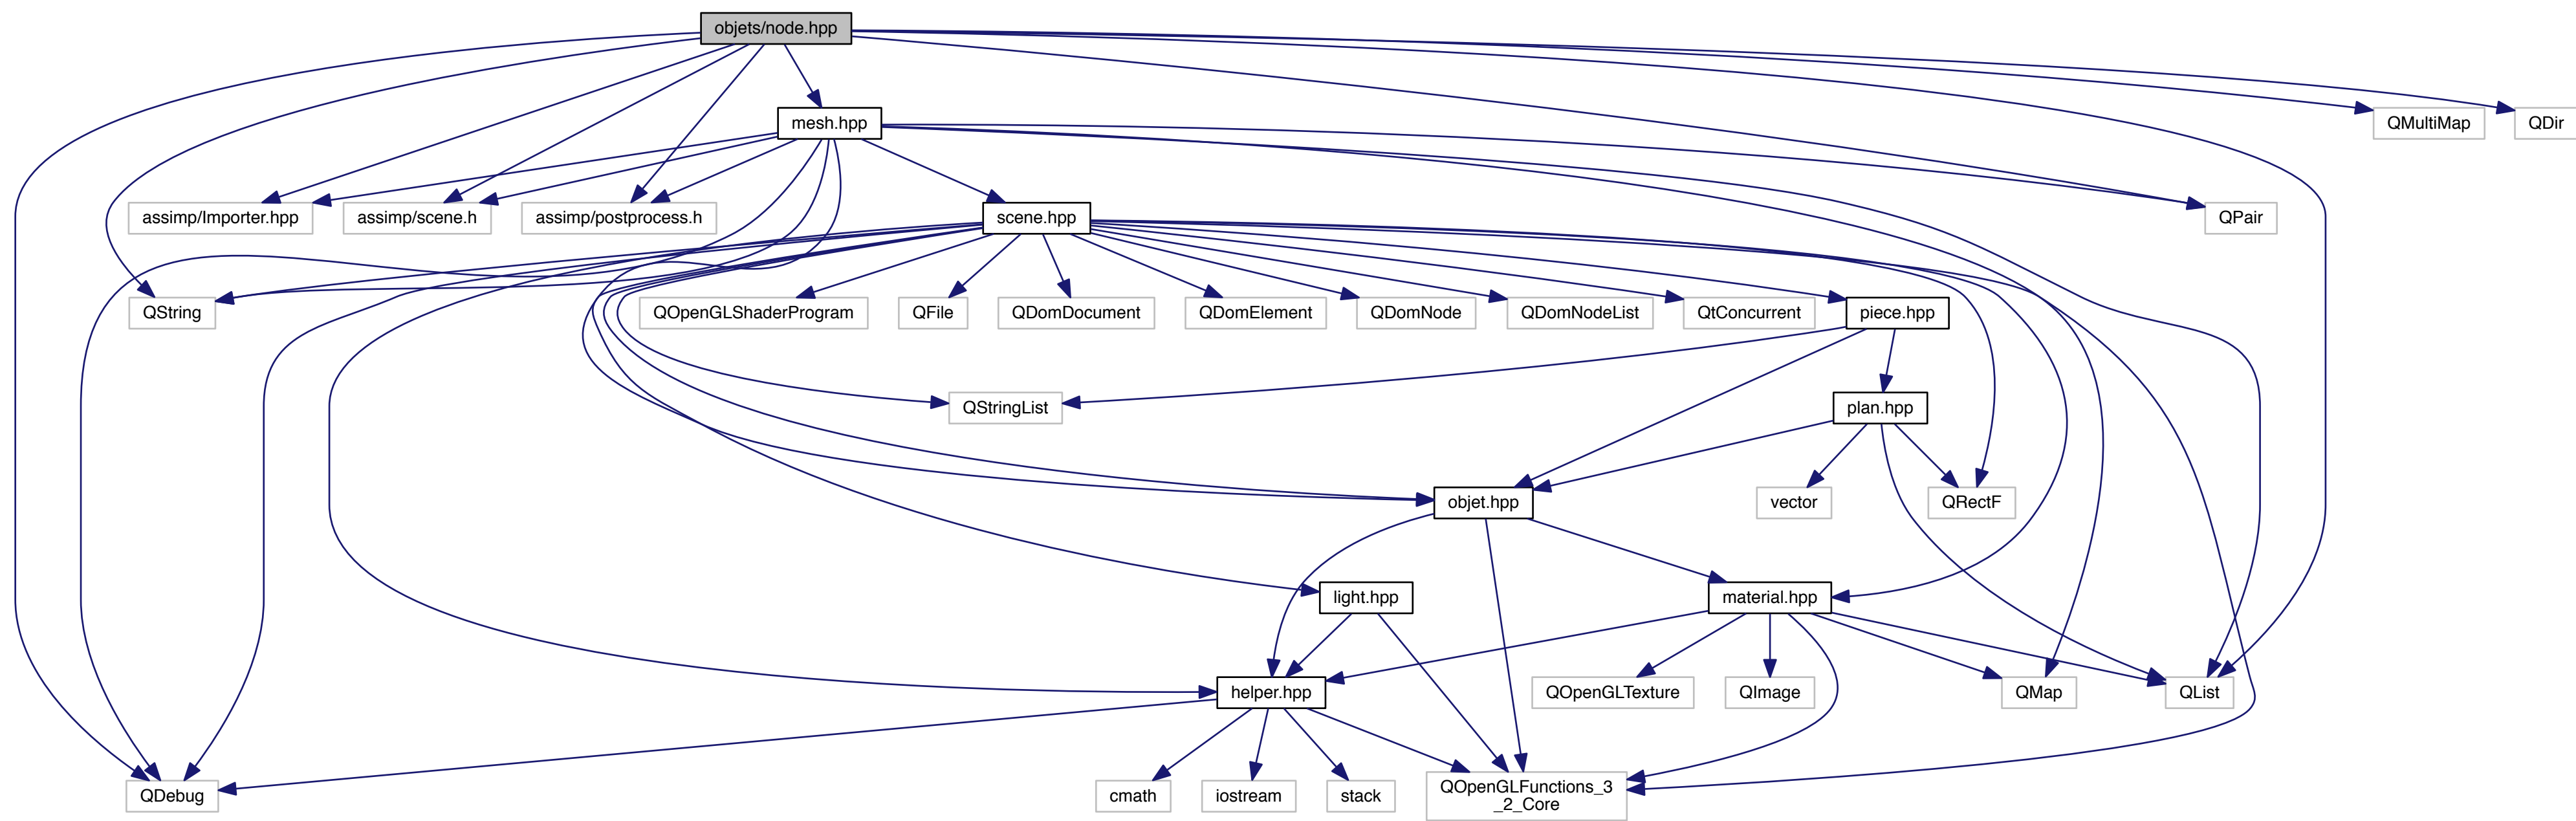 objets/node.hpp
mesh.hpp
QMultiMap
QDir
assimp/Importer.hpp
assimp/scene.h
assimp/postprocess.h
scene.hpp
QPair
QString
QOpenGLShaderProgram
QFile
QDomDocument
QDomElement
QDomNode
QDomNodeList
QtConcurrent
piece.hpp
QStringList
plan.hpp
objet.hpp
vector
QRectF
light.hpp
material.hpp
helper.hpp
QOpenGLTexture
QImage
QMap
QList
QDebug
cmath
iostream
stack
QOpenGLFunctions_3
_2_Core